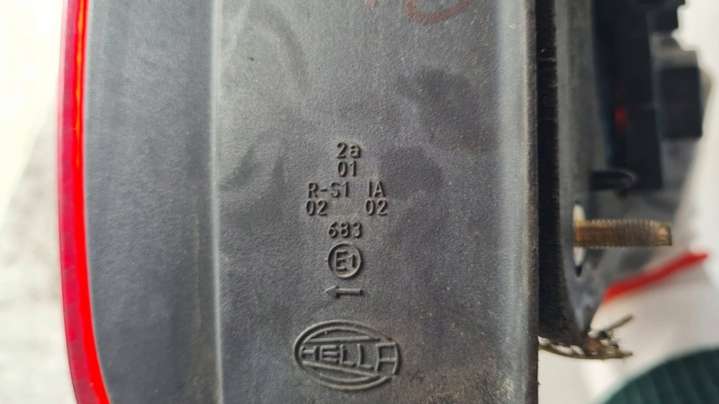 2a
01
R-S1 IA
02 02
683
E1
←
HELLA